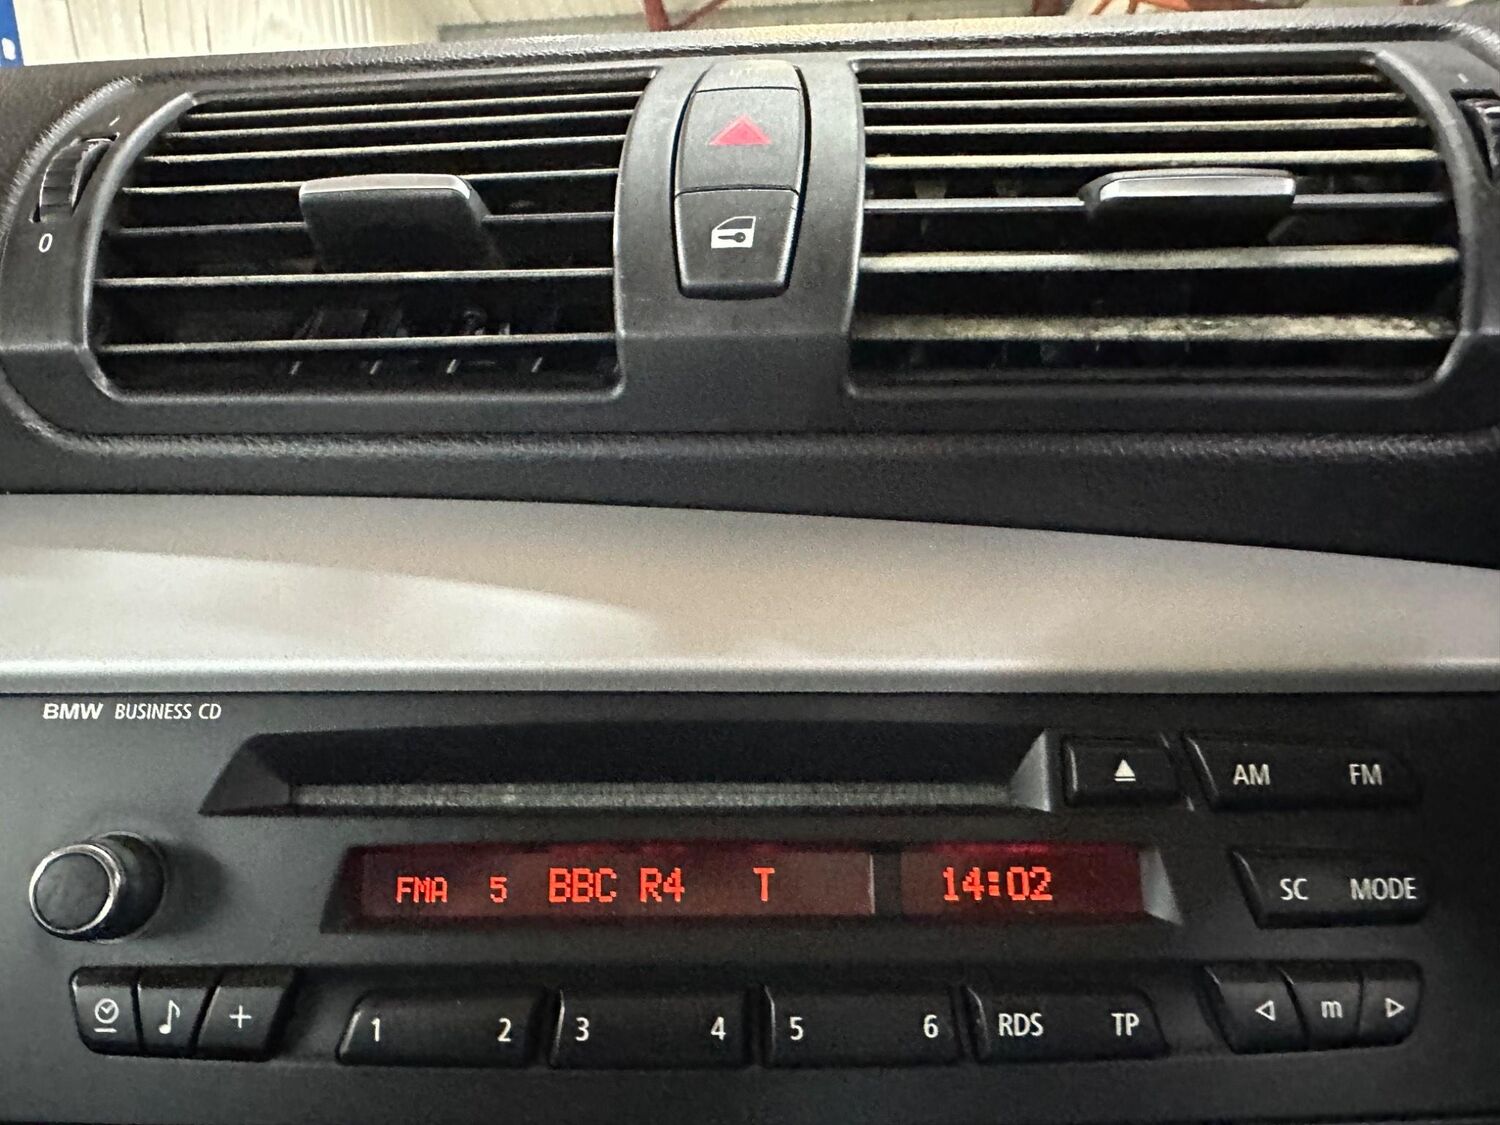 0
BMW BUSINESS CD
AM FM
FMA 5 BBC R4 T 14:02
SC MODE
+ 1 2 3 4 5 6 RDS TP m